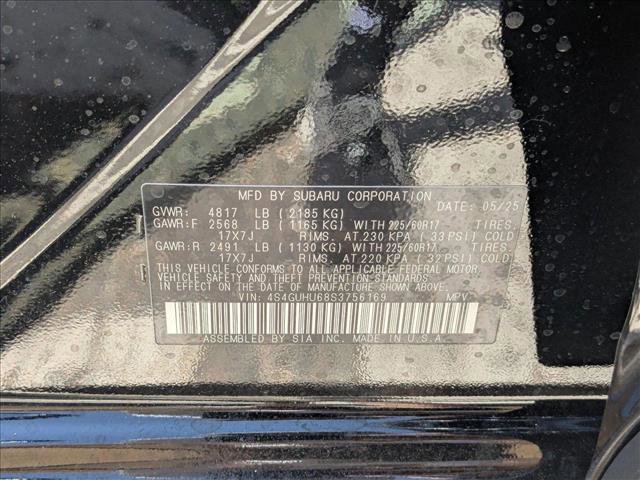 MFD BY SUBARU CORPORATION DATE: 05/25
GVWR: 4817 LB (2185 KG)
GAWR:F 2568 LB (1165 KG) WITH 225/60R17 TIRES.
17X7J RIMS. AT 230 KPA (33 PSI) COLD
GAWR:R 2491 LB (1130 KG) WITH 225/60R17 TIRES.
17X7J RIMS. AT 220 KPA (32 PSI) COLD
THIS VEHICLE CONFORMS TO ALL APPLICABLE FEDERAL MOTOR
VEHICLE SAFETY AND THEFT PREVENTION STANDARDS IN EFFECT
ON THE DATE OF MANUFACTURE SHOWN ABOVE.
VIN: 4S4GUHU68S3756169 MPV
ASSEMBLED BY SIA INC. MADE IN U.S.A.